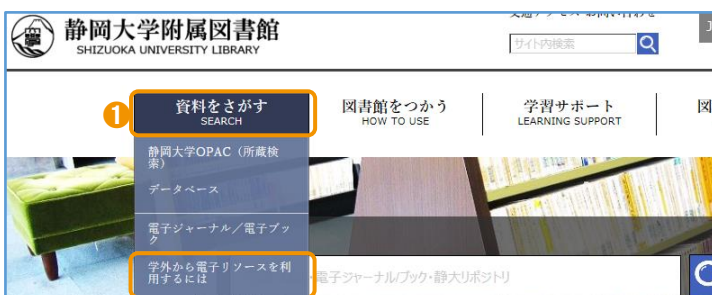 静岡大学附属図書館
SHIZUOKA UNIVERSITY LIBRARY
サイト内検索
❶
資料をさがす
SEARCH
図書館をつかう
HOW TO USE
学習サポート
LEARNING SUPPORT
図
静岡大学OPAC（所蔵検
索）
データベース
電子ジャーナル／電子ブッ
ク
学外から電子リソースを利
用するには
・電子ジャーナル/ブック・静大リポジトリ